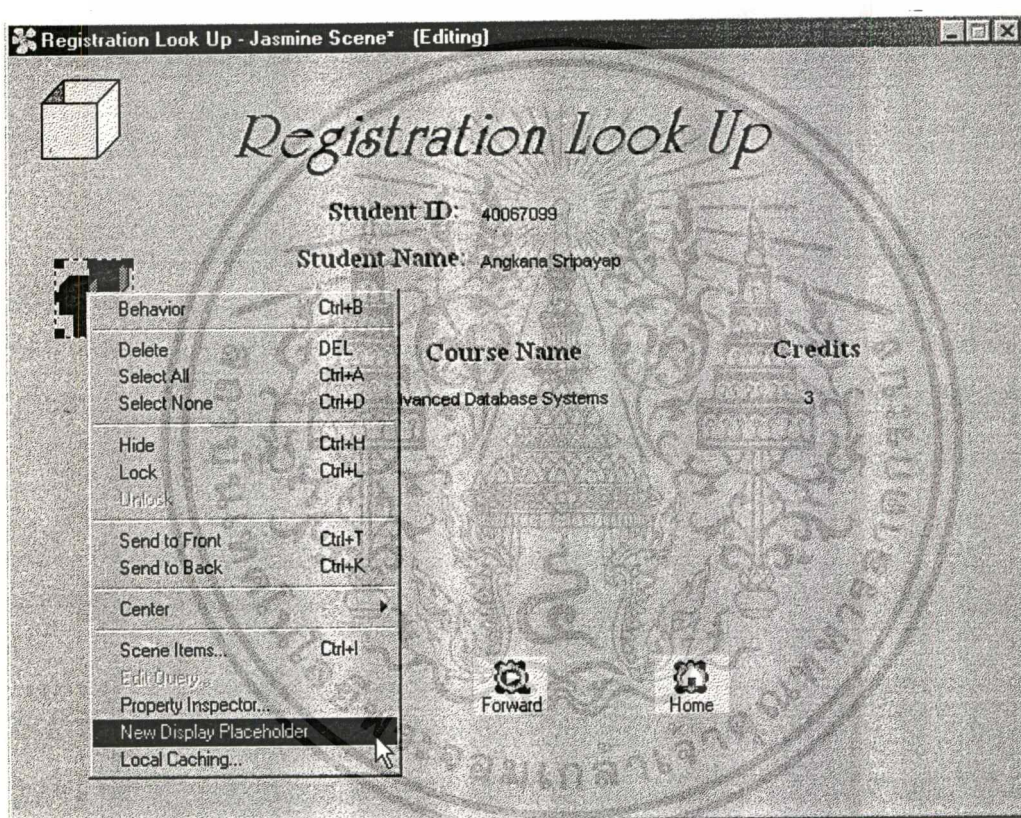 Registration Look Up - Jasmine Scene* (Editing)
Registration Look Up
Student ID: 40067099
Student Name: Angkana Sripayap
Behavior Ctrl+B
Delete DEL
Select All Ctrl+A
Select None Ctrl+D
Hide Ctrl+H
Lock Ctrl+L
Unlock
Send to Front Ctrl+T
Send to Back Ctrl+K
Center
Scene Items... Ctrl+I
Edit Query...
Property Inspector...
New Display Placeholder
Local Caching...
Course Name Credits
vanced Database Systems 3
Forward Home